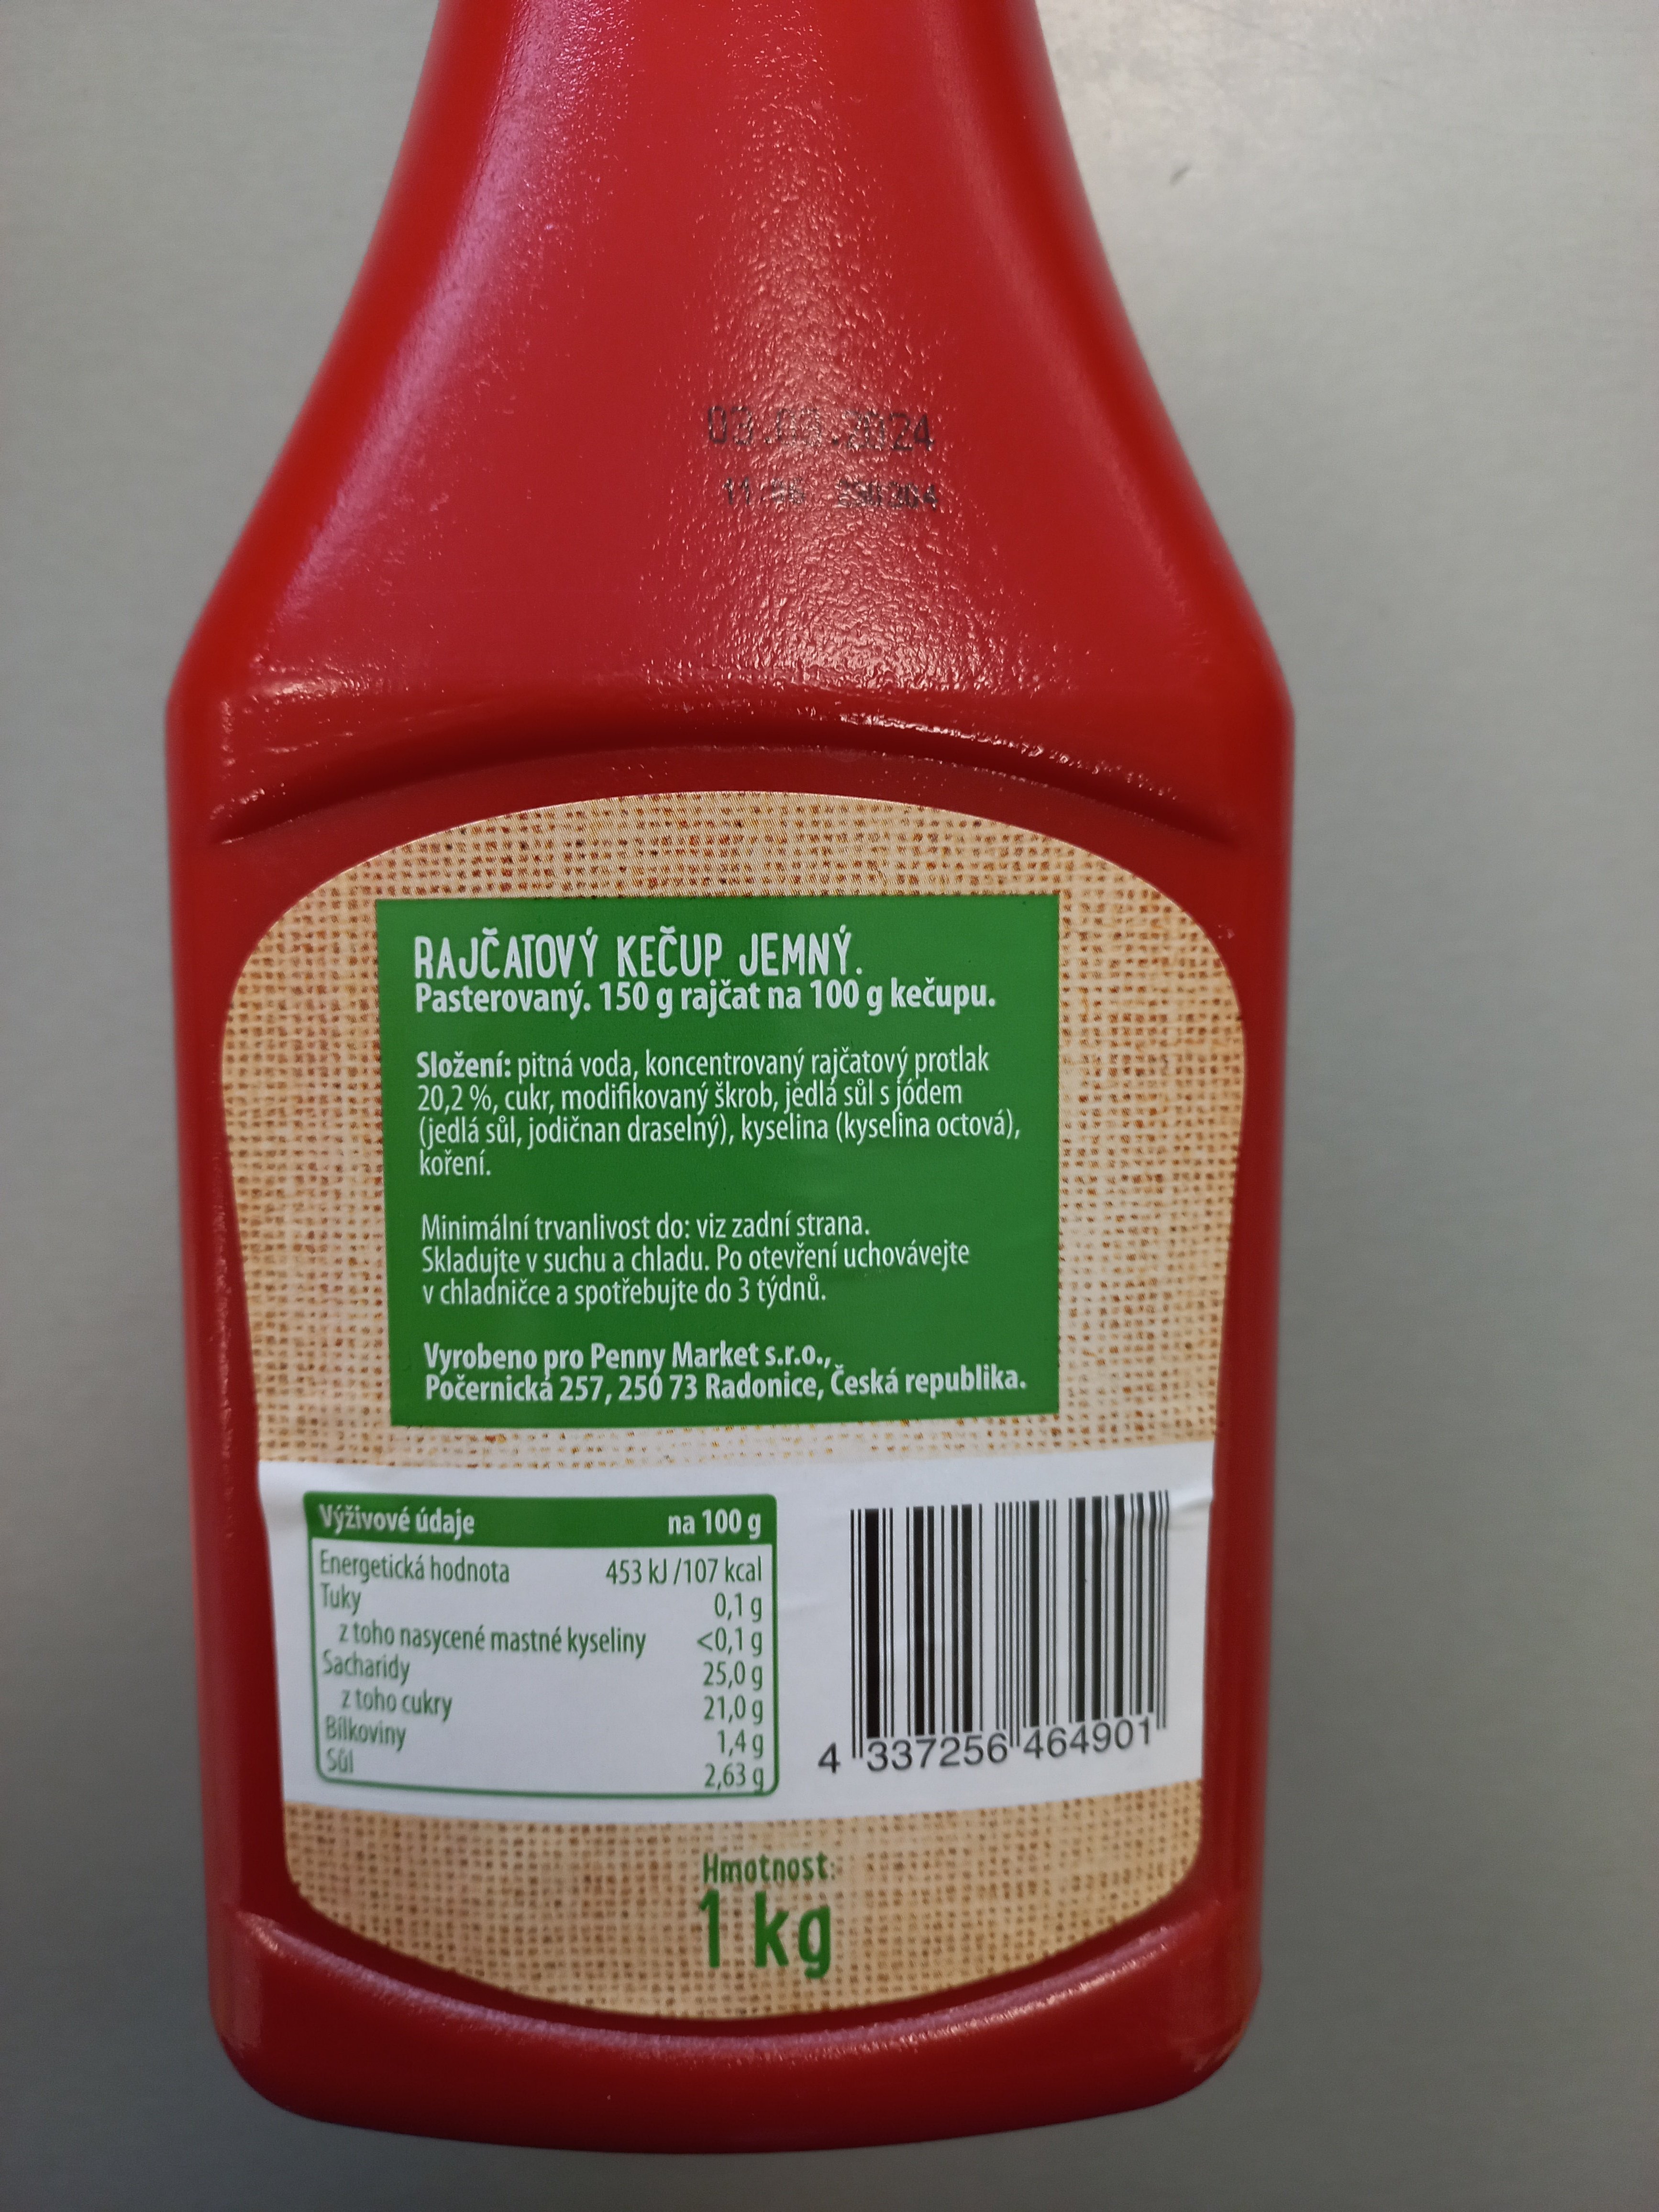 RAJČATOVÝ KEČUP JEMNÝ.
Pasterovaný. 150 g rajčat na 100 g kečupu.
Složení: pitná voda, koncentrovaný rajčatový protlak
20,2 %, cukr, modifikovaný škrob, jedlá sůl s jódem
(jedlá sůl, jodičnan draselný), kyselina (kyselina octová),
koření.
Minimální trvanlivost do: viz zadní strana.
Skladujte v suchu a chladu. Po otevření uchovávejte
v chladničce a spotřebujte do 3 týdnů.
Vyrobeno pro Penny Market s.r.o.,
Počernická 257, 250 73 Radonice, Česká republika.
Výživové údaje na 100 g
Energetická hodnota 453 kJ /107 kcal
Tuky 0,1 g
z toho nasycené mastné kyseliny <0,1 g
Sacharidy 25,0 g
z toho cukry 21,0 g
Bílkoviny 1,4 g
Sůl 2,63 g
4 337256 464901
Hmotnost:
1 kg